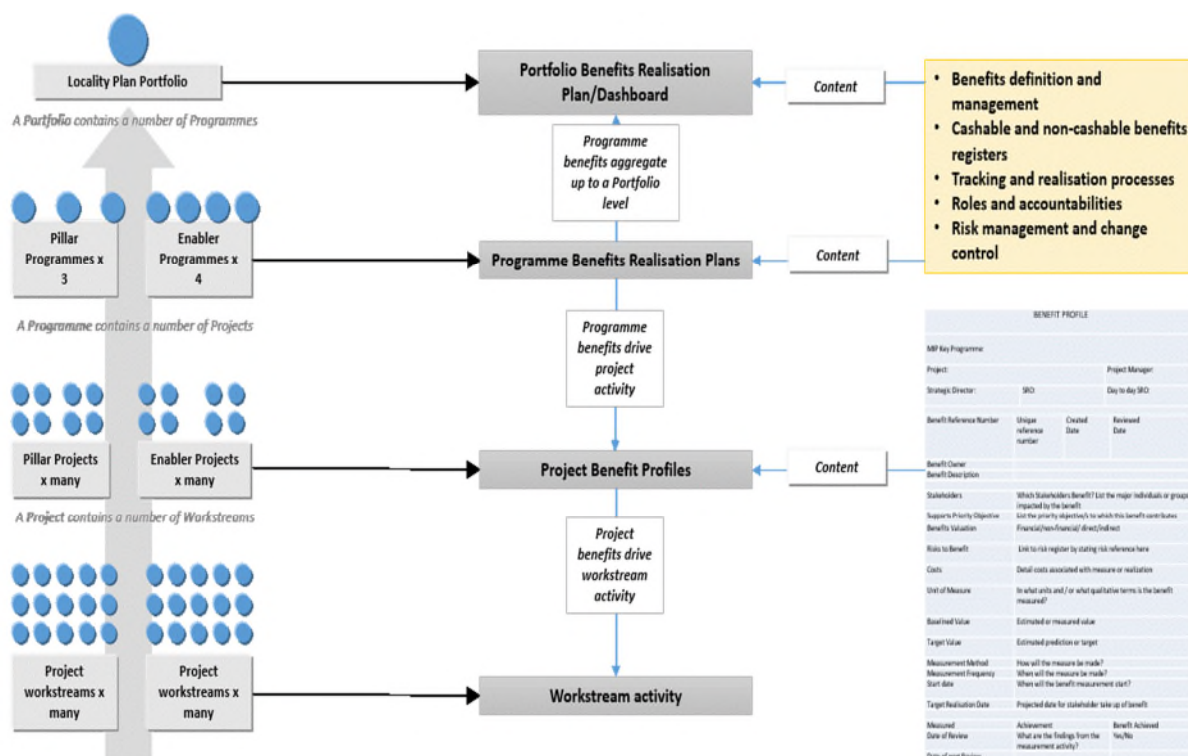 Locality Plan Portfolio
A Portfolio contains a number of Programmes
Pillar
Programmes x
3
Enabler
Programmes x
4
A Programme contains a number of Projects
Pillar Projects
x many
Enabler Projects
x many
A Project contains a number of Workstreams
Project
workstreams x
many
Project
workstreams x
many
Portfolio Benefits Realisation
Plan/Dashboard
Programme
benefits aggregate
up to a Portfolio
level
Programme Benefits Realisation Plans
Programme
benefits drive
project
activity
Project Benefit Profiles
Project
benefits drive
workstream
activity
Workstream activity
Content
Content
Content
• Benefits definition and
management
• Cashable and non-cashable benefits
registers
• Tracking and realisation processes
• Roles and accountabilities
• Risk management and change
control
BENEFIT PROFILE
Key Programme:
Project: Project Manager:
Strategic Director: SRO: Day to day SRO:
Benefit Reference Number Unique Created Reviewed
reference Date Date
number
Benefit Owner
Benefit Description
Stakeholders Which Stakeholders Benefit? List the major individuals or groups
impacted by the benefit
Supports Priority Objective List the priority objective/s to which this benefit contributes
Benefits Valuation Financial/non-financial/ direct/indirect
Risks to Benefit Link to risk register by stating risk reference here
Costs Detail costs associated with measure or realization
Unit of Measure In what units and / or what qualitative terms is the benefit
measured?
Baselined Value Estimated or measured value
Target Value Estimated prediction or target
Measurement Method How will the measure be made?
Measurement Frequency When will the measure be made?
Start date When will the benefit measurement start?
Target Realisation Date Projected date for stakeholder take up of benefit
Measured Achievement Benefit Achieved
Date of Review What are the findings from the Yes/No
measurement activity?